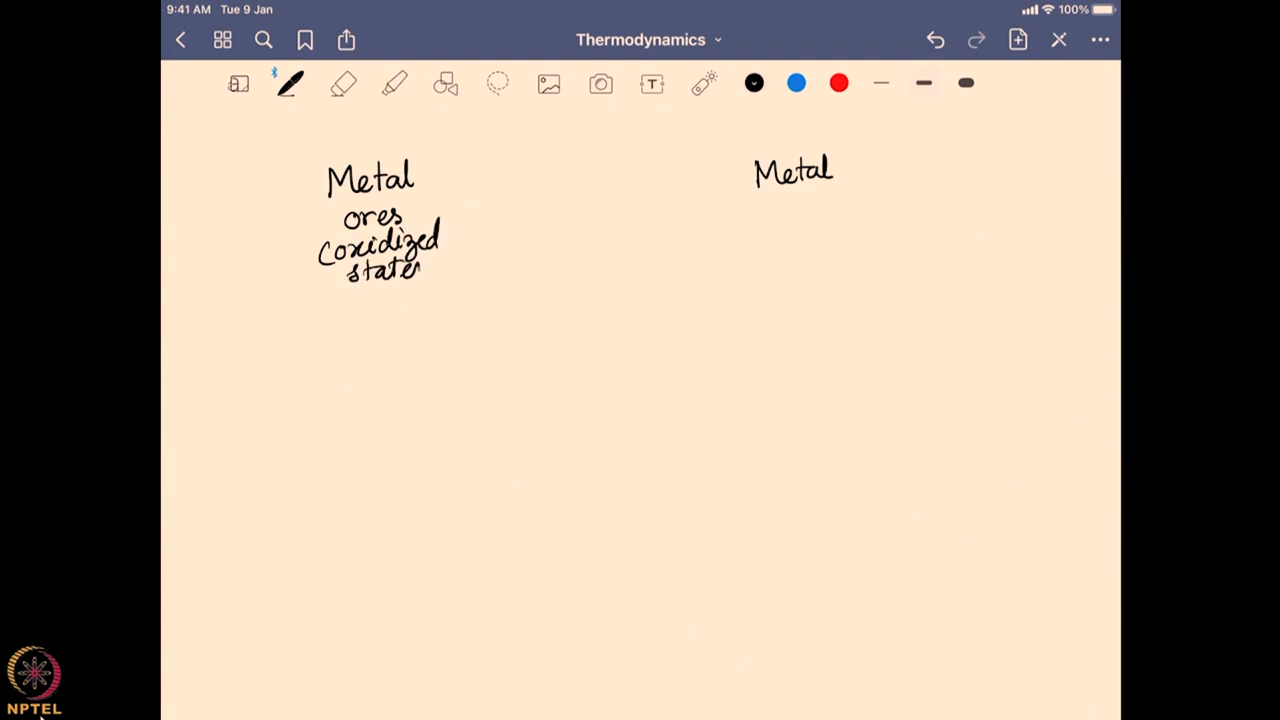 9:41 AM Tue 9 Jan
100%
Thermodynamics
T
Metal
ores
(oxidized
state
Metal
NPTEL